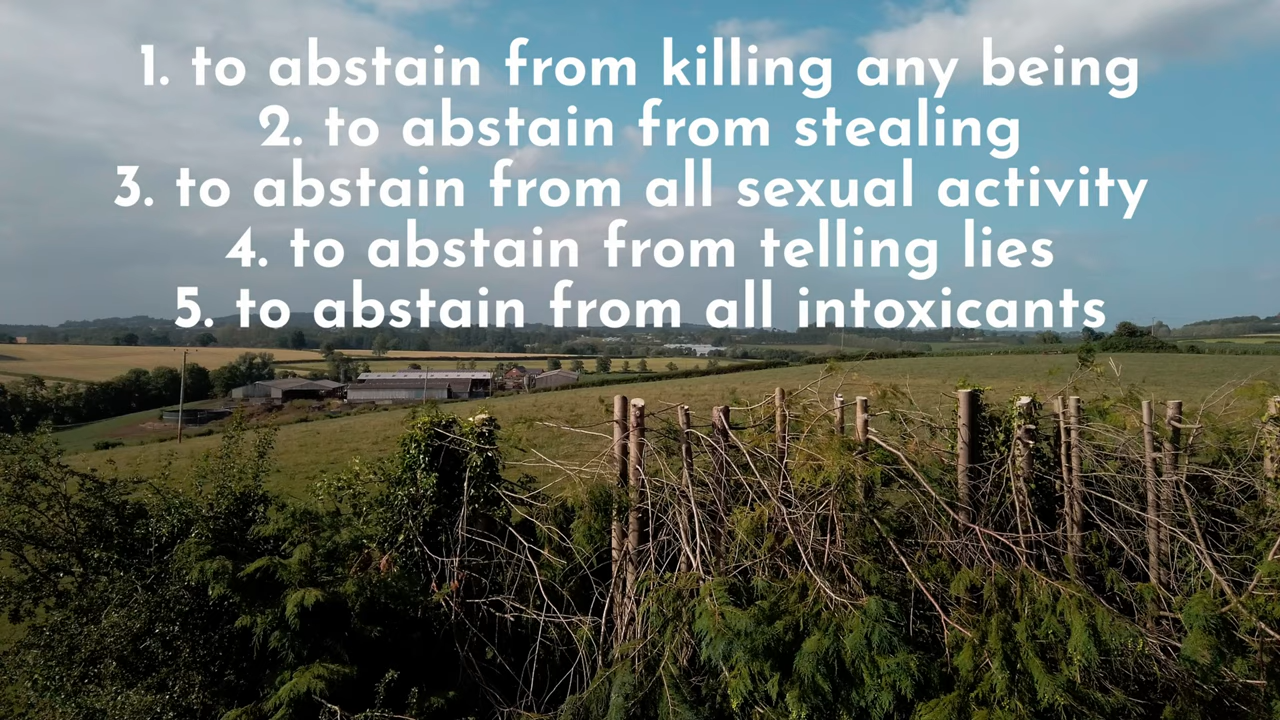 1. to abstain from killing any being
2. to abstain from stealing
3. to abstain from all sexual activity
4. to abstain from telling lies
5. to abstain from all intoxicants